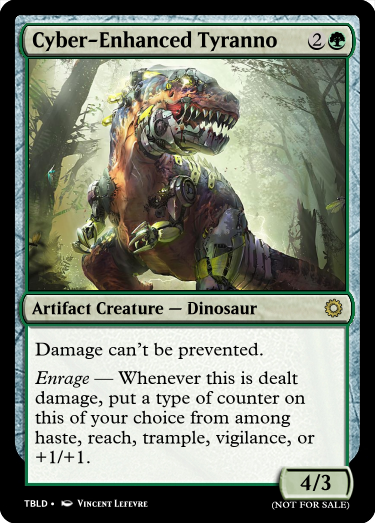 Cyber-Enhanced Tyranno 2
Artifact Creature — Dinosaur
Damage can't be prevented.
Enrage — Whenever this is dealt
damage, put a type of counter on
this of your choice from among
haste, reach, trample, vigilance, or
+1/+1.
4/3
TBLD • Vincent Lefevre
(NOT FOR SALE)